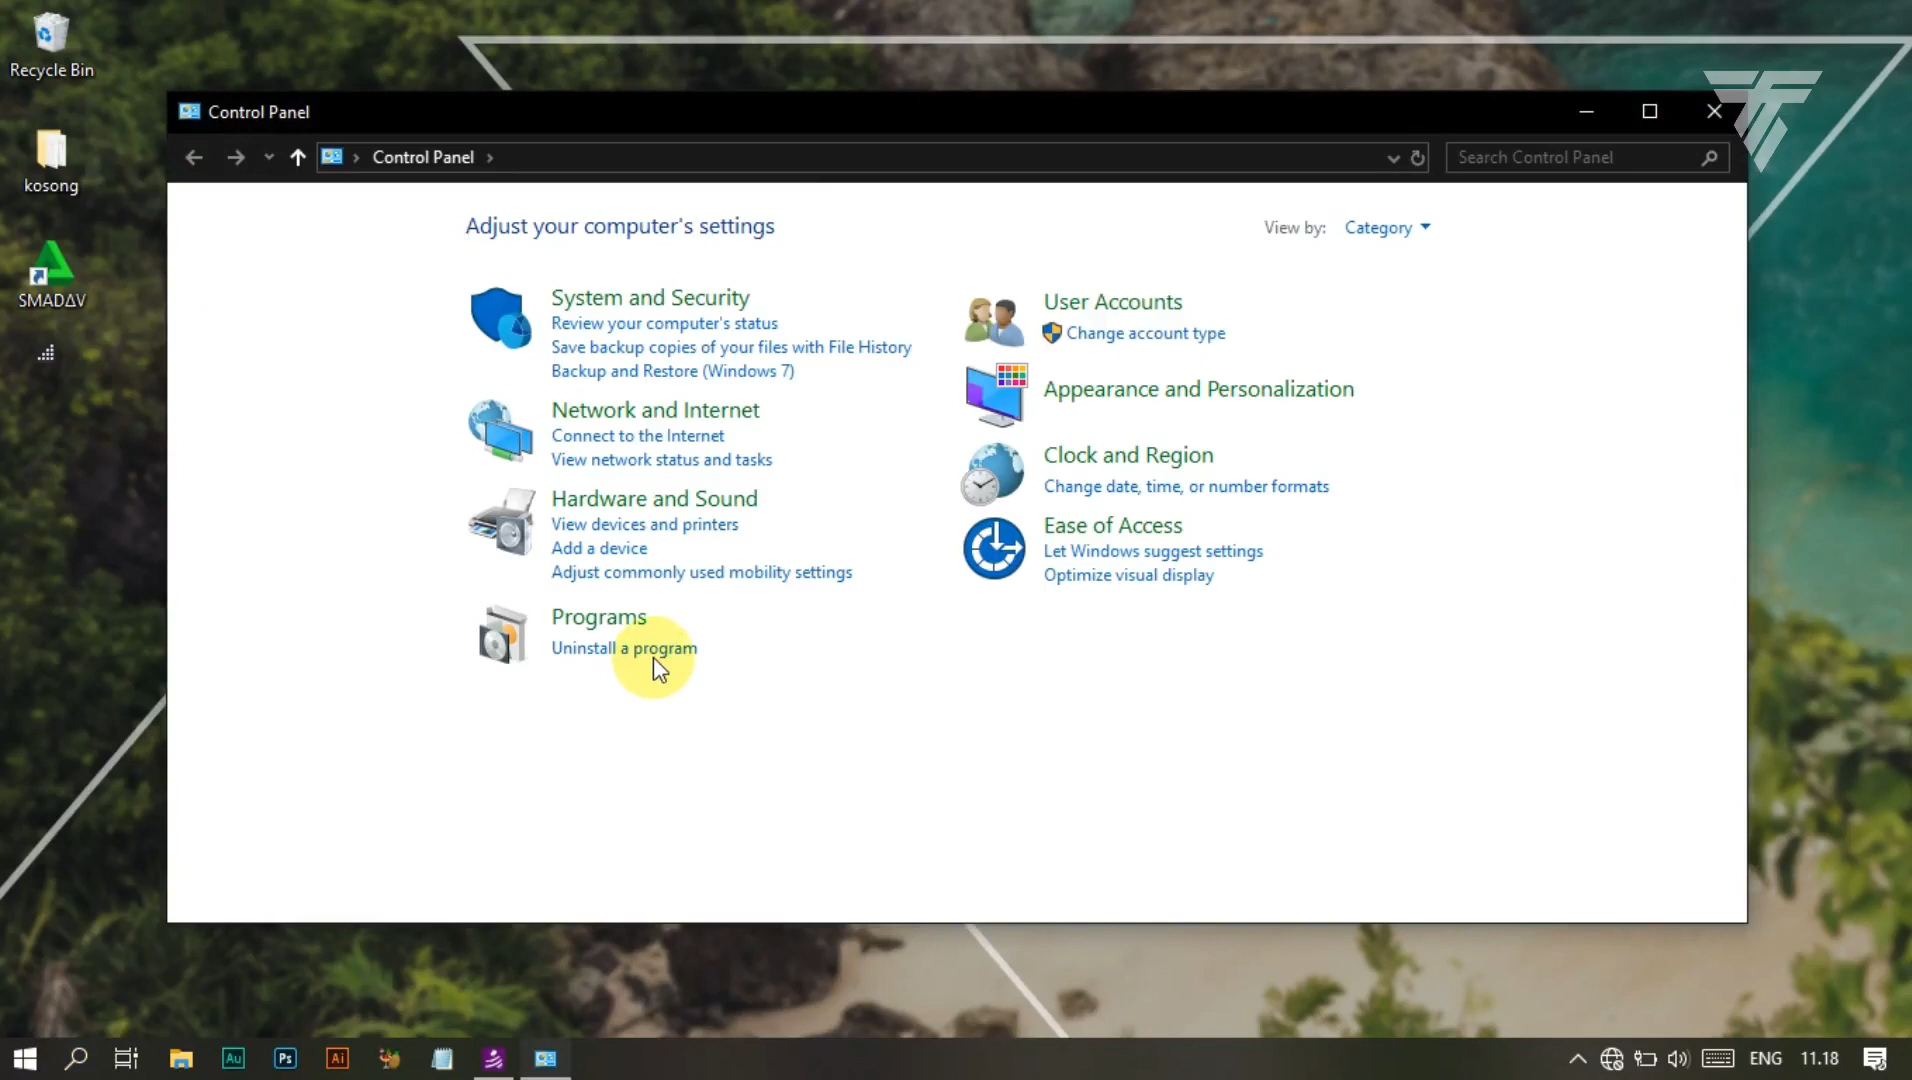 Recycle Bin
kosong
SMADΔV
Control Panel
Control Panel
Search Control Panel
Adjust your computer's settings
View by: Category
System and Security
Review your computer's status
Save backup copies of your files with File History
Backup and Restore (Windows 7)
Network and Internet
Connect to the Internet
View network status and tasks
Hardware and Sound
View devices and printers
Add a device
Adjust commonly used mobility settings
Programs
Uninstall a program
User Accounts
Change account type
Appearance and Personalization
Clock and Region
Change date, time, or number formats
Ease of Access
Let Windows suggest settings
Optimize visual display
Au
Ps
Ai
ENG
11.18